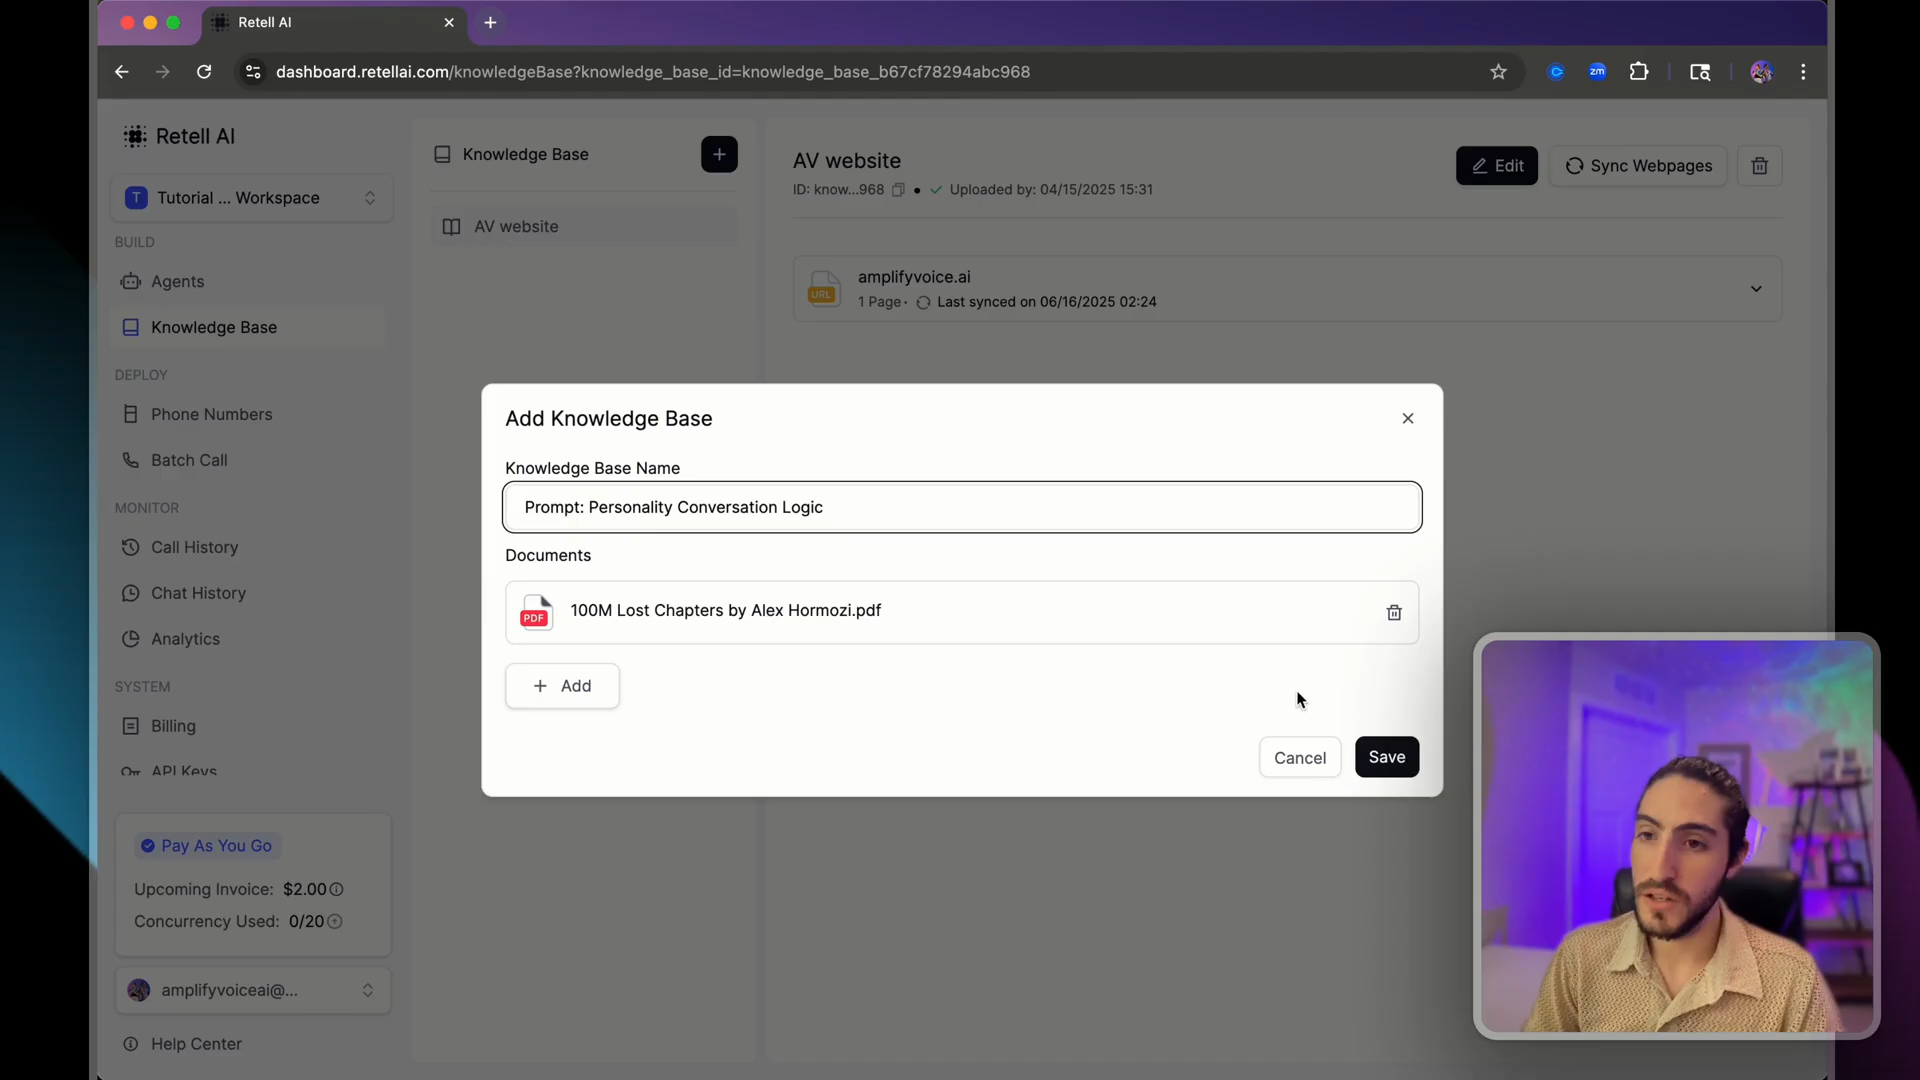 Retell AI
dashboard.retellai.com/knowledgeBase?knowledge_base_id=knowledge_base_b67cf78294abc968
zm
Retell AI
T Tutorial ... Workspace
BUILD
Agents
Knowledge Base
DEPLOY
Phone Numbers
Batch Call
MONITOR
Call History
Chat History
Analytics
SYSTEM
Billing
API Keys
Pay As You Go
Upcoming Invoice: $2.00
Concurrency Used: 0/20
amplifyvoiceai@...
Help Center
Knowledge Base
AV website
AV website
ID: know...968 • Uploaded by: 04/15/2025 15:31
Edit
Sync Webpages
URL
amplifyvoice.ai
1 Page • Last synced on 06/16/2025 02:24
Add Knowledge Base
Knowledge Base Name
Prompt: Personality Conversation Logic
Documents
PDF
100M Lost Chapters by Alex Hormozi.pdf
+ Add
Cancel
Save